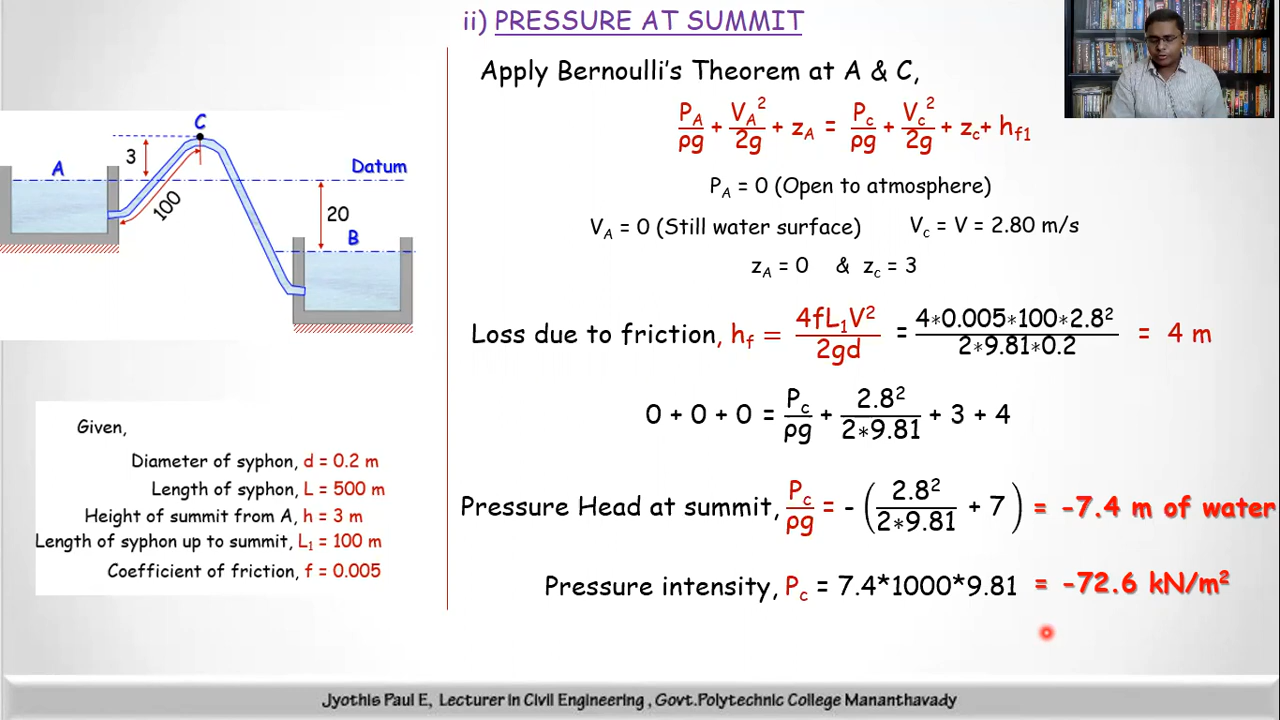 ii) PRESSURE AT SUMMIT
Apply Bernoulli's Theorem at A & C,
P_A/ρg + V_A²/2g + z_A = P_c/ρg + V_c²/2g + z_c + h_f1
P_A = 0 (Open to atmosphere)
V_A = 0 (Still water surface) V_c = V = 2.80 m/s
z_A = 0 & z_c = 3
Loss due to friction, h_f = 4fL₁V²/2gd = 4*0.005*100*2.8²/2*9.81*0.2 = 4 m
0 + 0 + 0 = P_c/ρg + 2.8²/2*9.81 + 3 + 4
Pressure Head at summit, P_c/ρg = - (2.8²/2*9.81 + 7) = -7.4 m of water
Pressure intensity, P_c = 7.4*1000*9.81 = -72.6 kN/m²
C
3
A
Datum
100
20
B
Given,
Diameter of syphon, d = 0.2 m
Length of syphon, L = 500 m
Height of summit from A, h = 3 m
Length of syphon up to summit, L₁ = 100 m
Coefficient of friction, f = 0.005
Jyothis Paul E, Lecturer in Civil Engineering , Govt.Polytechnic College Mananthavady